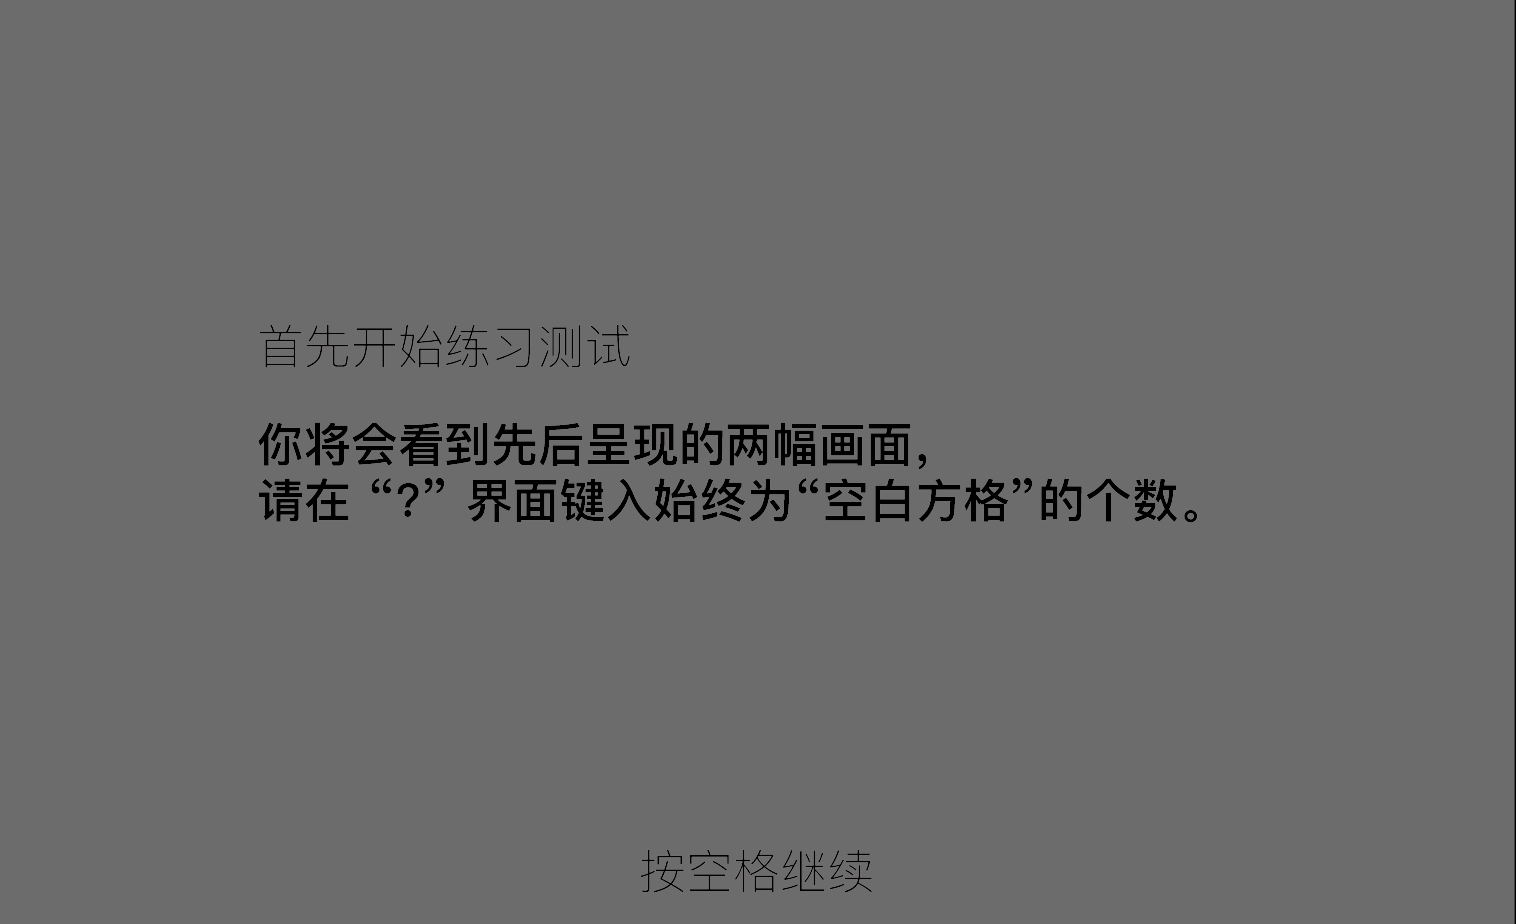 首先开始练习测试
你将会看到先后呈现的两幅画面，
请在“？”界面键入始终为“空白方格”的个数。
按空格继续